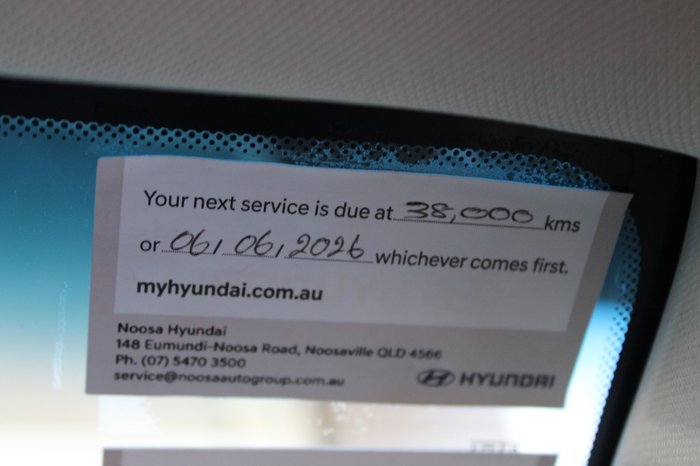 Your next service is due at 38,000 kms
or 06/06/2026 whichever comes first.
myhyundai.com.au
Noosa Hyundai
148 Eumundi-Noosa Road, Noosaville QLD 4566
Ph. (07) 5470 3500
service@noosaautogroup.com.au
HYUNDAI